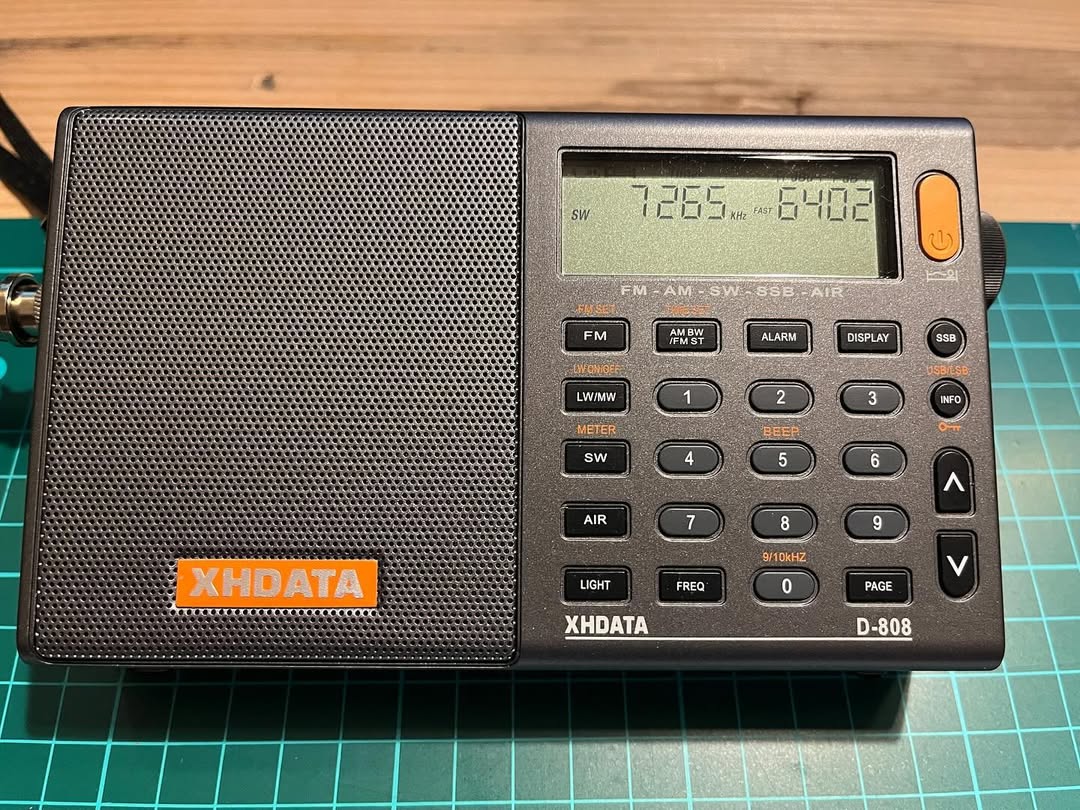 SW 7265 KHz FAST 6402
FM - AM - SW - SSB - AIR
FM SET
FM
AM BW
/FM ST
ALARM
DISPLAY
SSB
LW ON/OFF
USB/LSB
LW/MW
1
2
3
INFO
METER
BEEP
SW
4
5
6
AIR
7
8
9
9/10kHZ
LIGHT
FREQ
0
PAGE
XHDATA
XHDATA
D-808